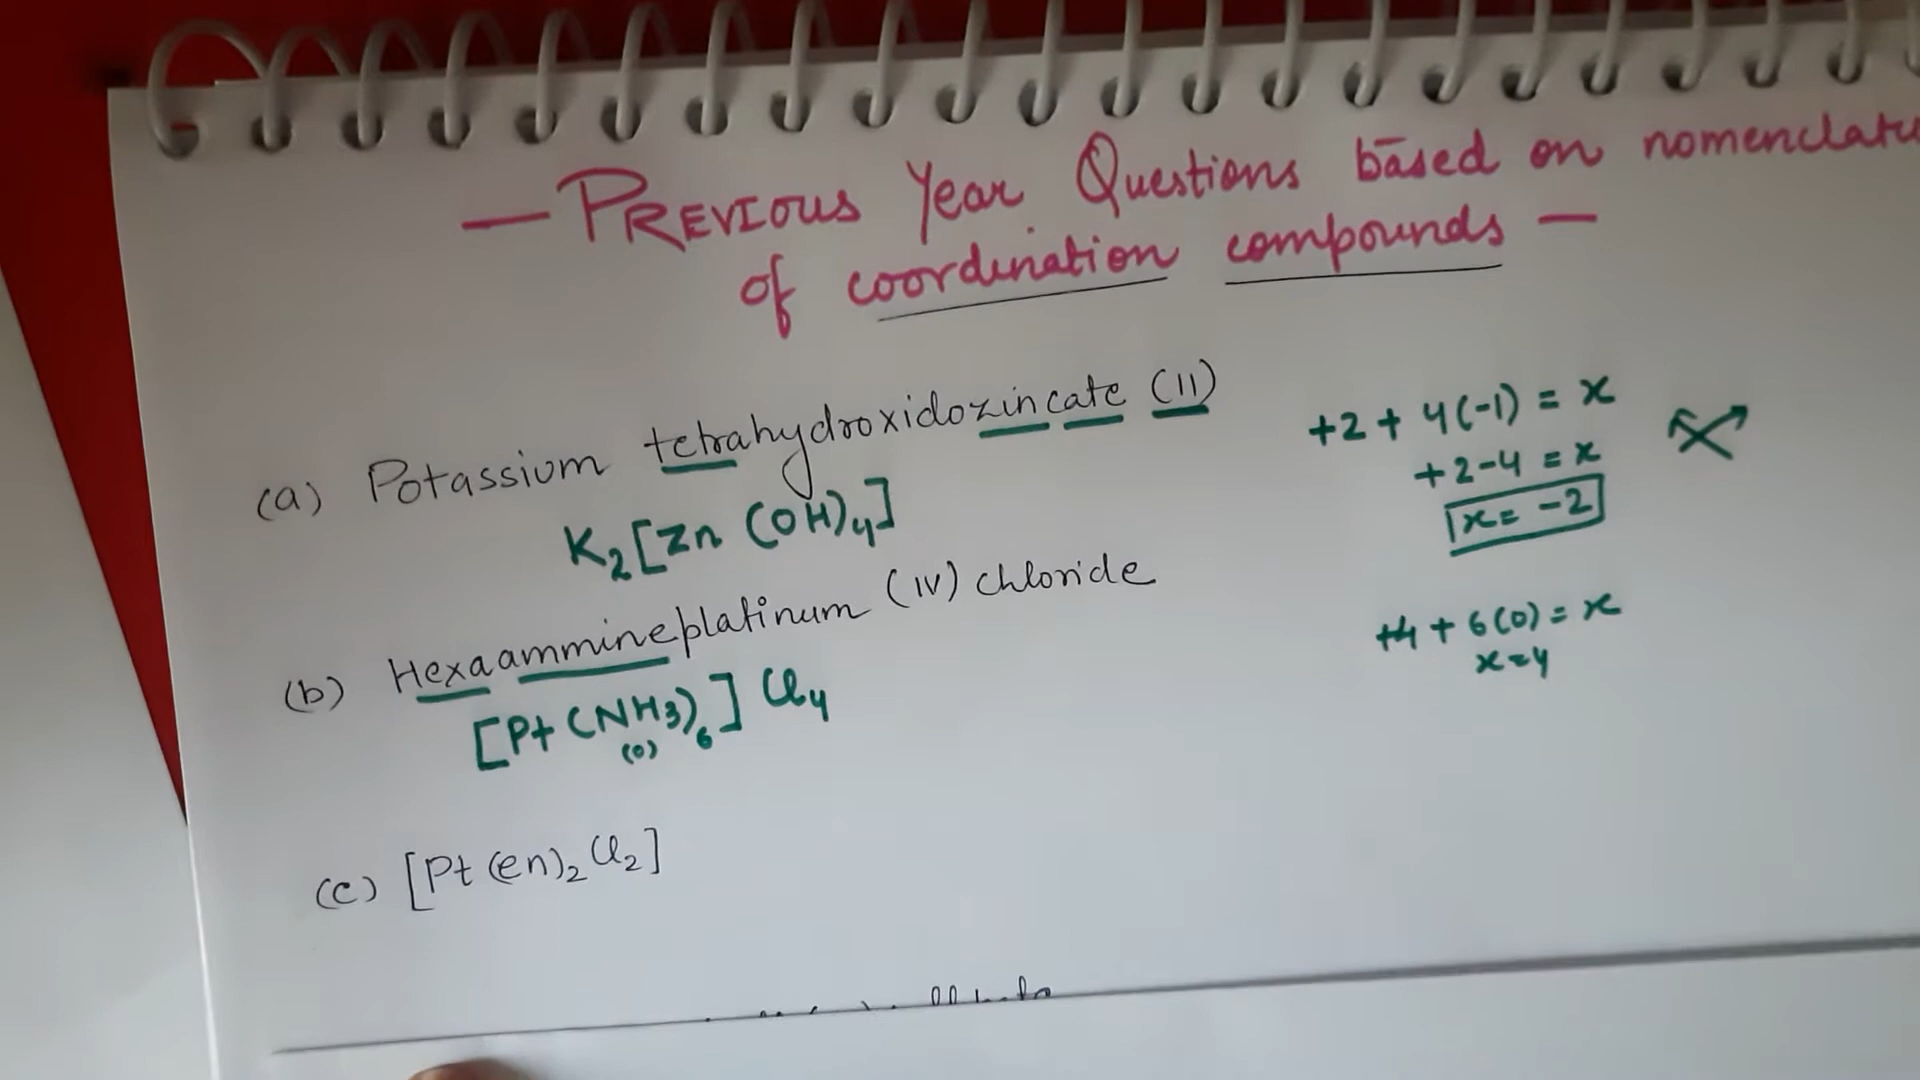 — PREVIOUS Year Questions based on
of coordination compounds —
(a) Potassium tetrahydroxidozincate (II)
K₂[Zn (OH)₄]
+2 + 4(-1) = x
+2-4 = x
x = -2
(b) Hexaammineplatinum (IV) chloride
[Pt (NH₃)₆] Cl₄
(0)
+4 + 6(0) = x
x=4
(c) [Pt (en)₂ Cl₂]